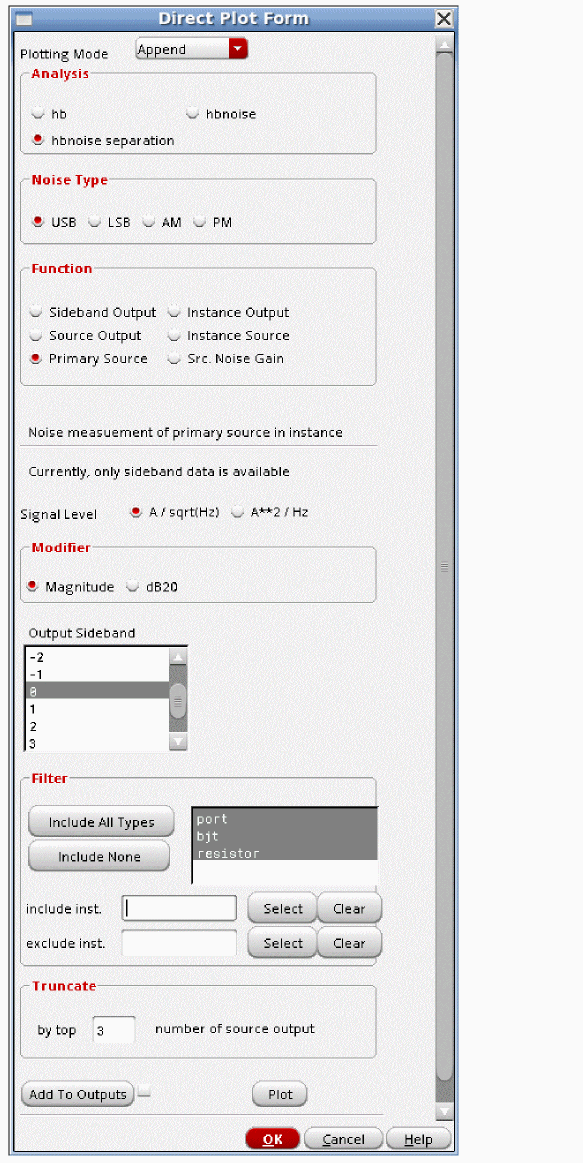 Direct Plot Form
Plotting Mode Append
Analysis
hb hbnoise
hbnoise separation
Noise Type
USB LSB AM PM
Function
Sideband Output Instance Output
Source Output Instance Source
Primary Source Src. Noise Gain
Noise measuement of primary source in instance
Currently, only sideband data is available
Signal Level A / sqrt(Hz) A**2 / Hz
Modifier
Magnitude dB20
Output Sideband
-2
-1
0
1
2
3
Filter
Include All Types
Include None
port
bjt
resistor
include inst. Select Clear
exclude inst. Select Clear
Truncate
by top 3 number of source output
Add To Outputs Plot
OK Cancel Help